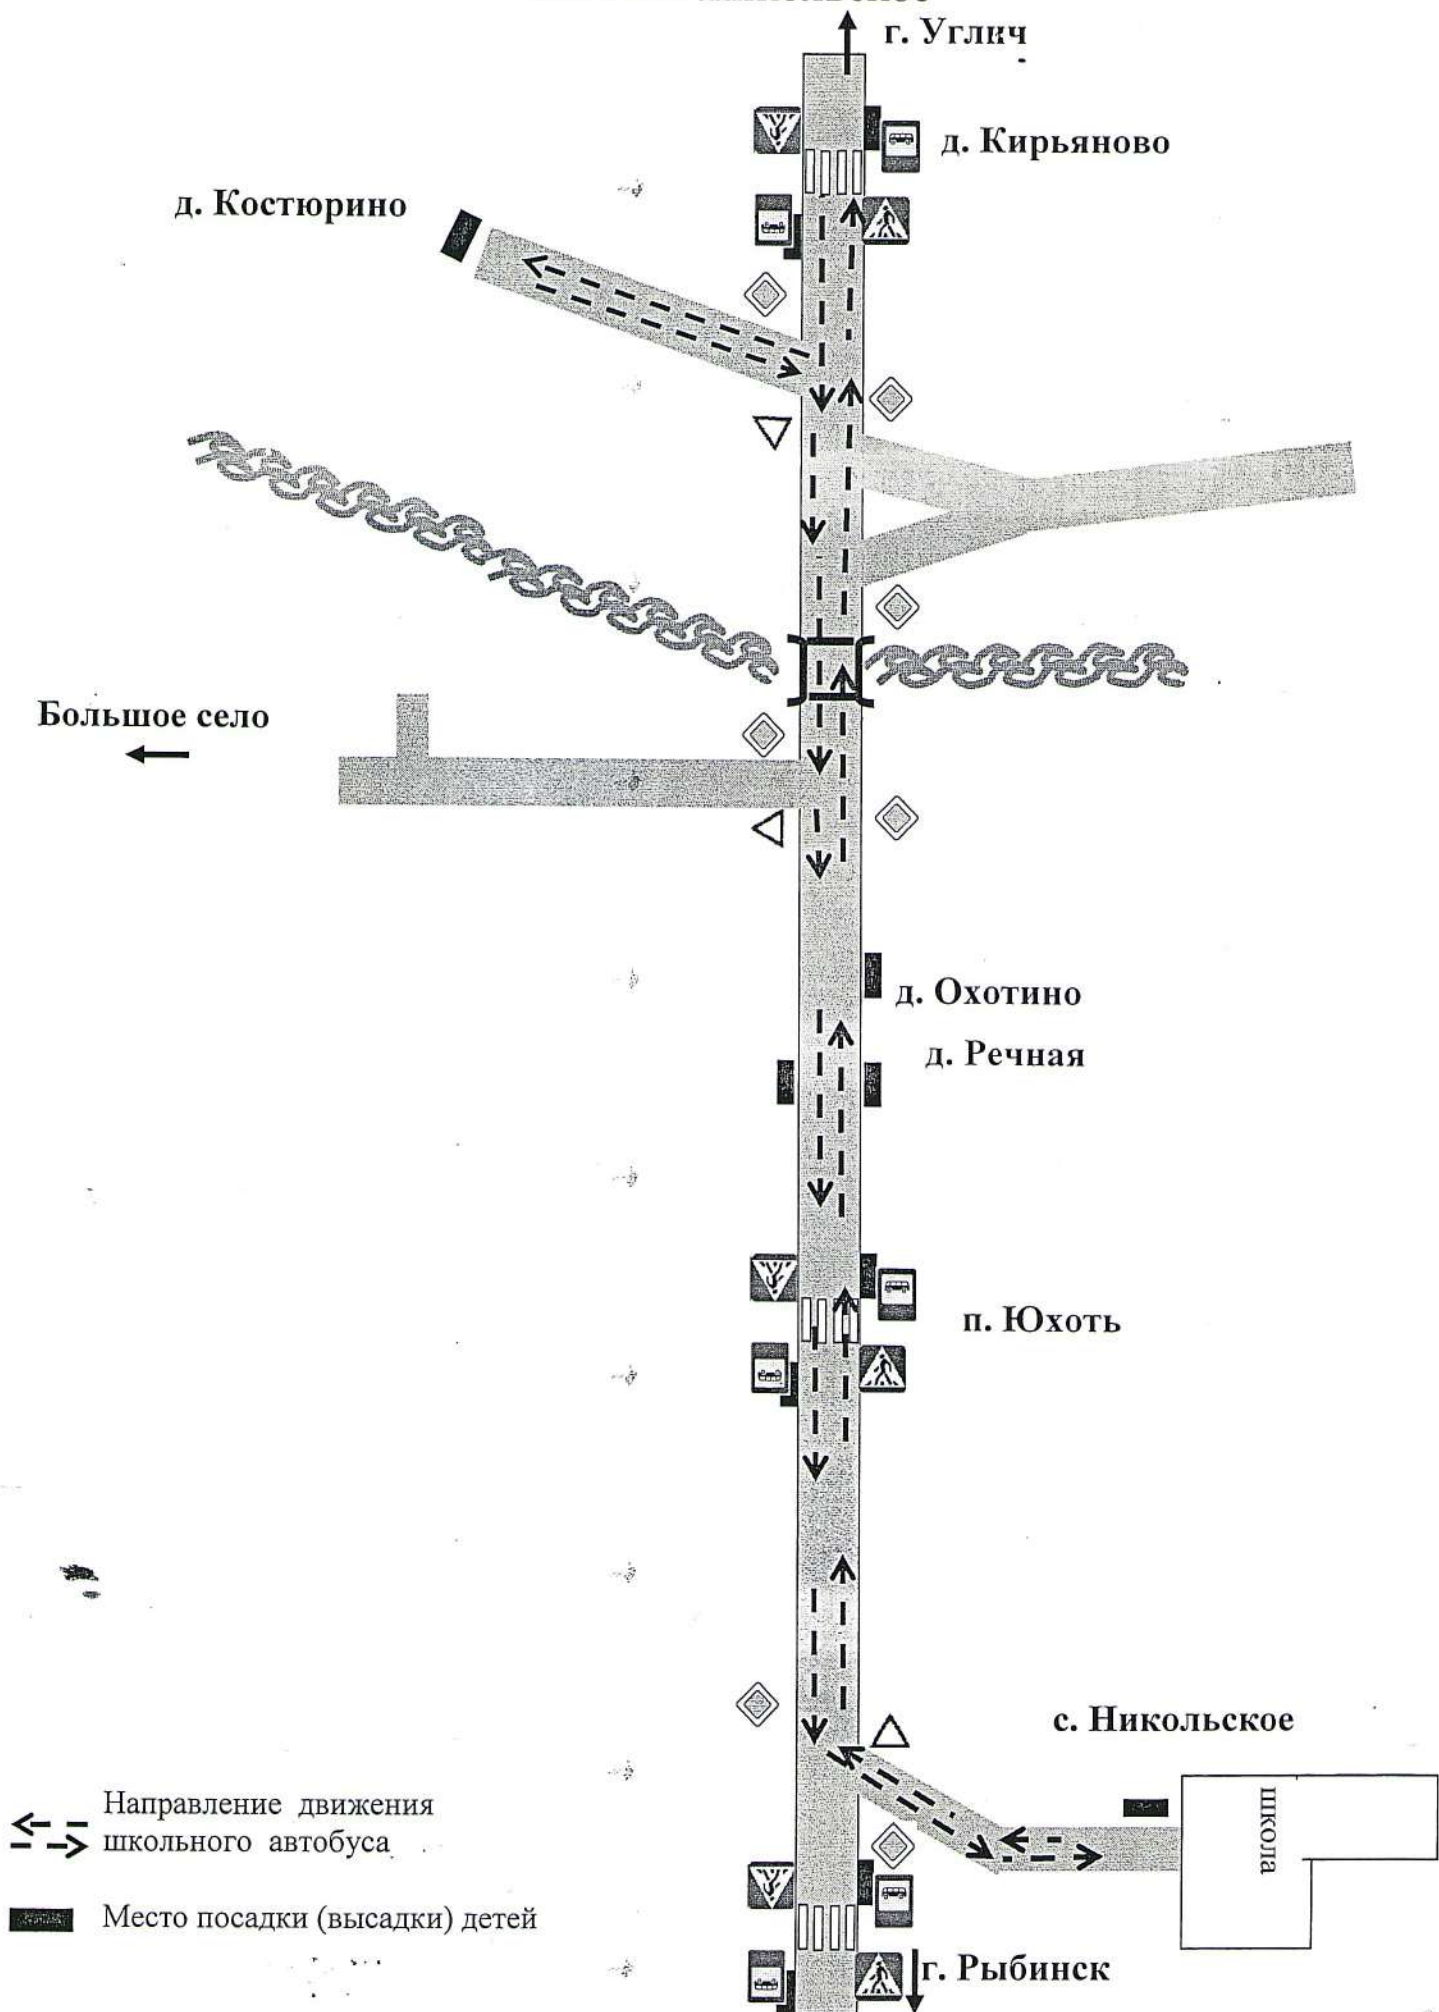 г. Углич
д. Кирьяново
д. Костюрино
Большое село
д. Охотино
д. Речная
п. Юхоть
с. Никольское
школа
Направление движения
школьного автобуса
Место посадки (высадки) детей
г. Рыбинск